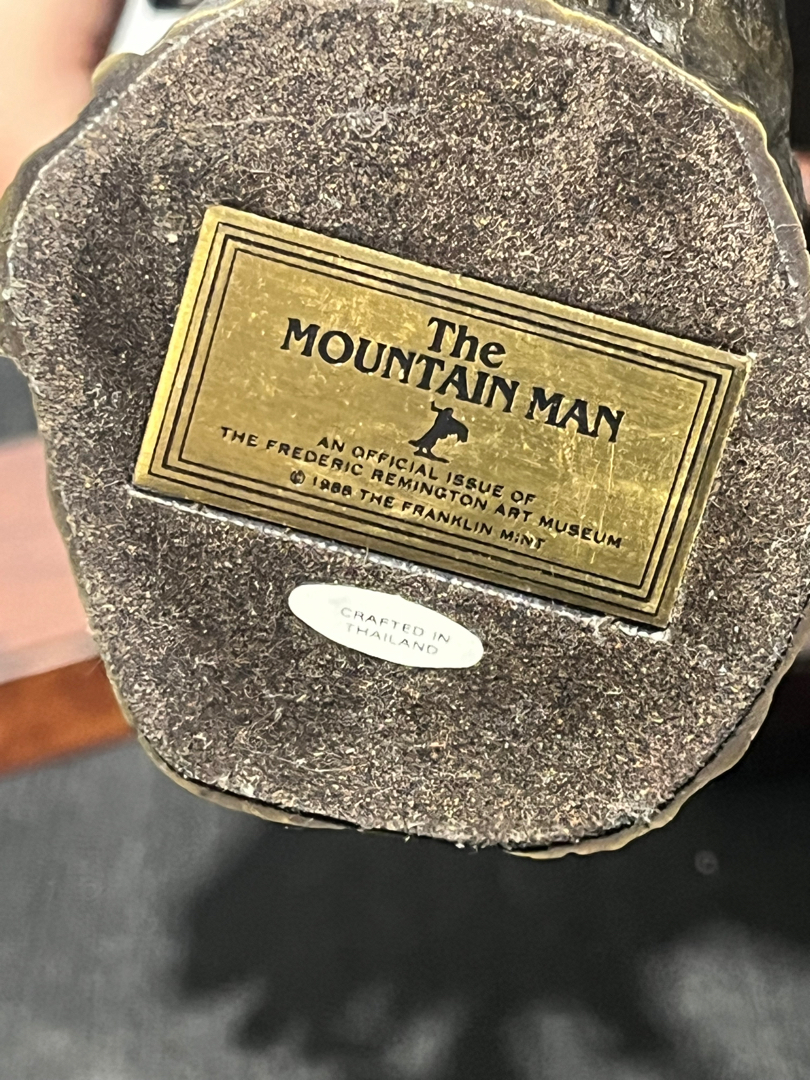 The
MOUNTAIN MAN
AN OFFICIAL ISSUE OF
THE FREDERIC REMINGTON ART MUSEUM
© 1988 THE FRANKLIN MINT
CRAFTED IN
THAILAND